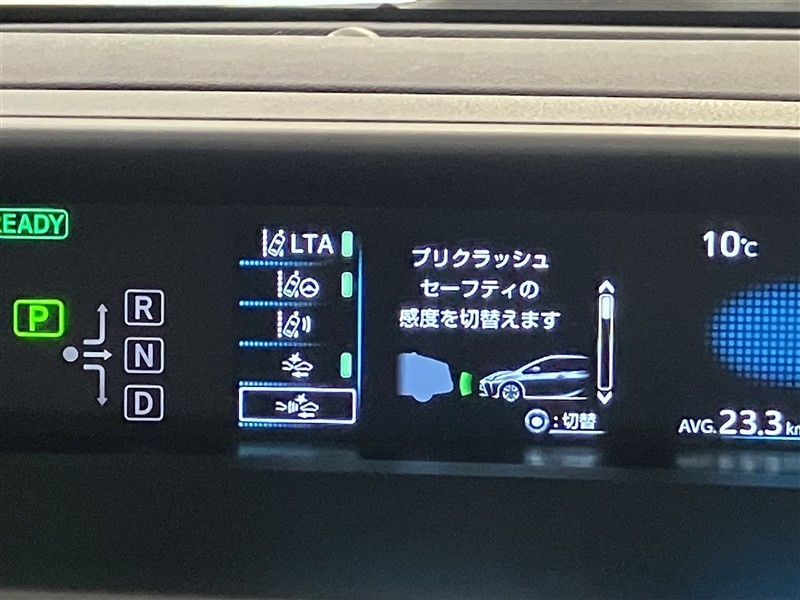 READY
P
R
N
D
LTA
プリクラッシュ
セーフティの
感度を切替えます
:切替
10℃
AVG.23.3km